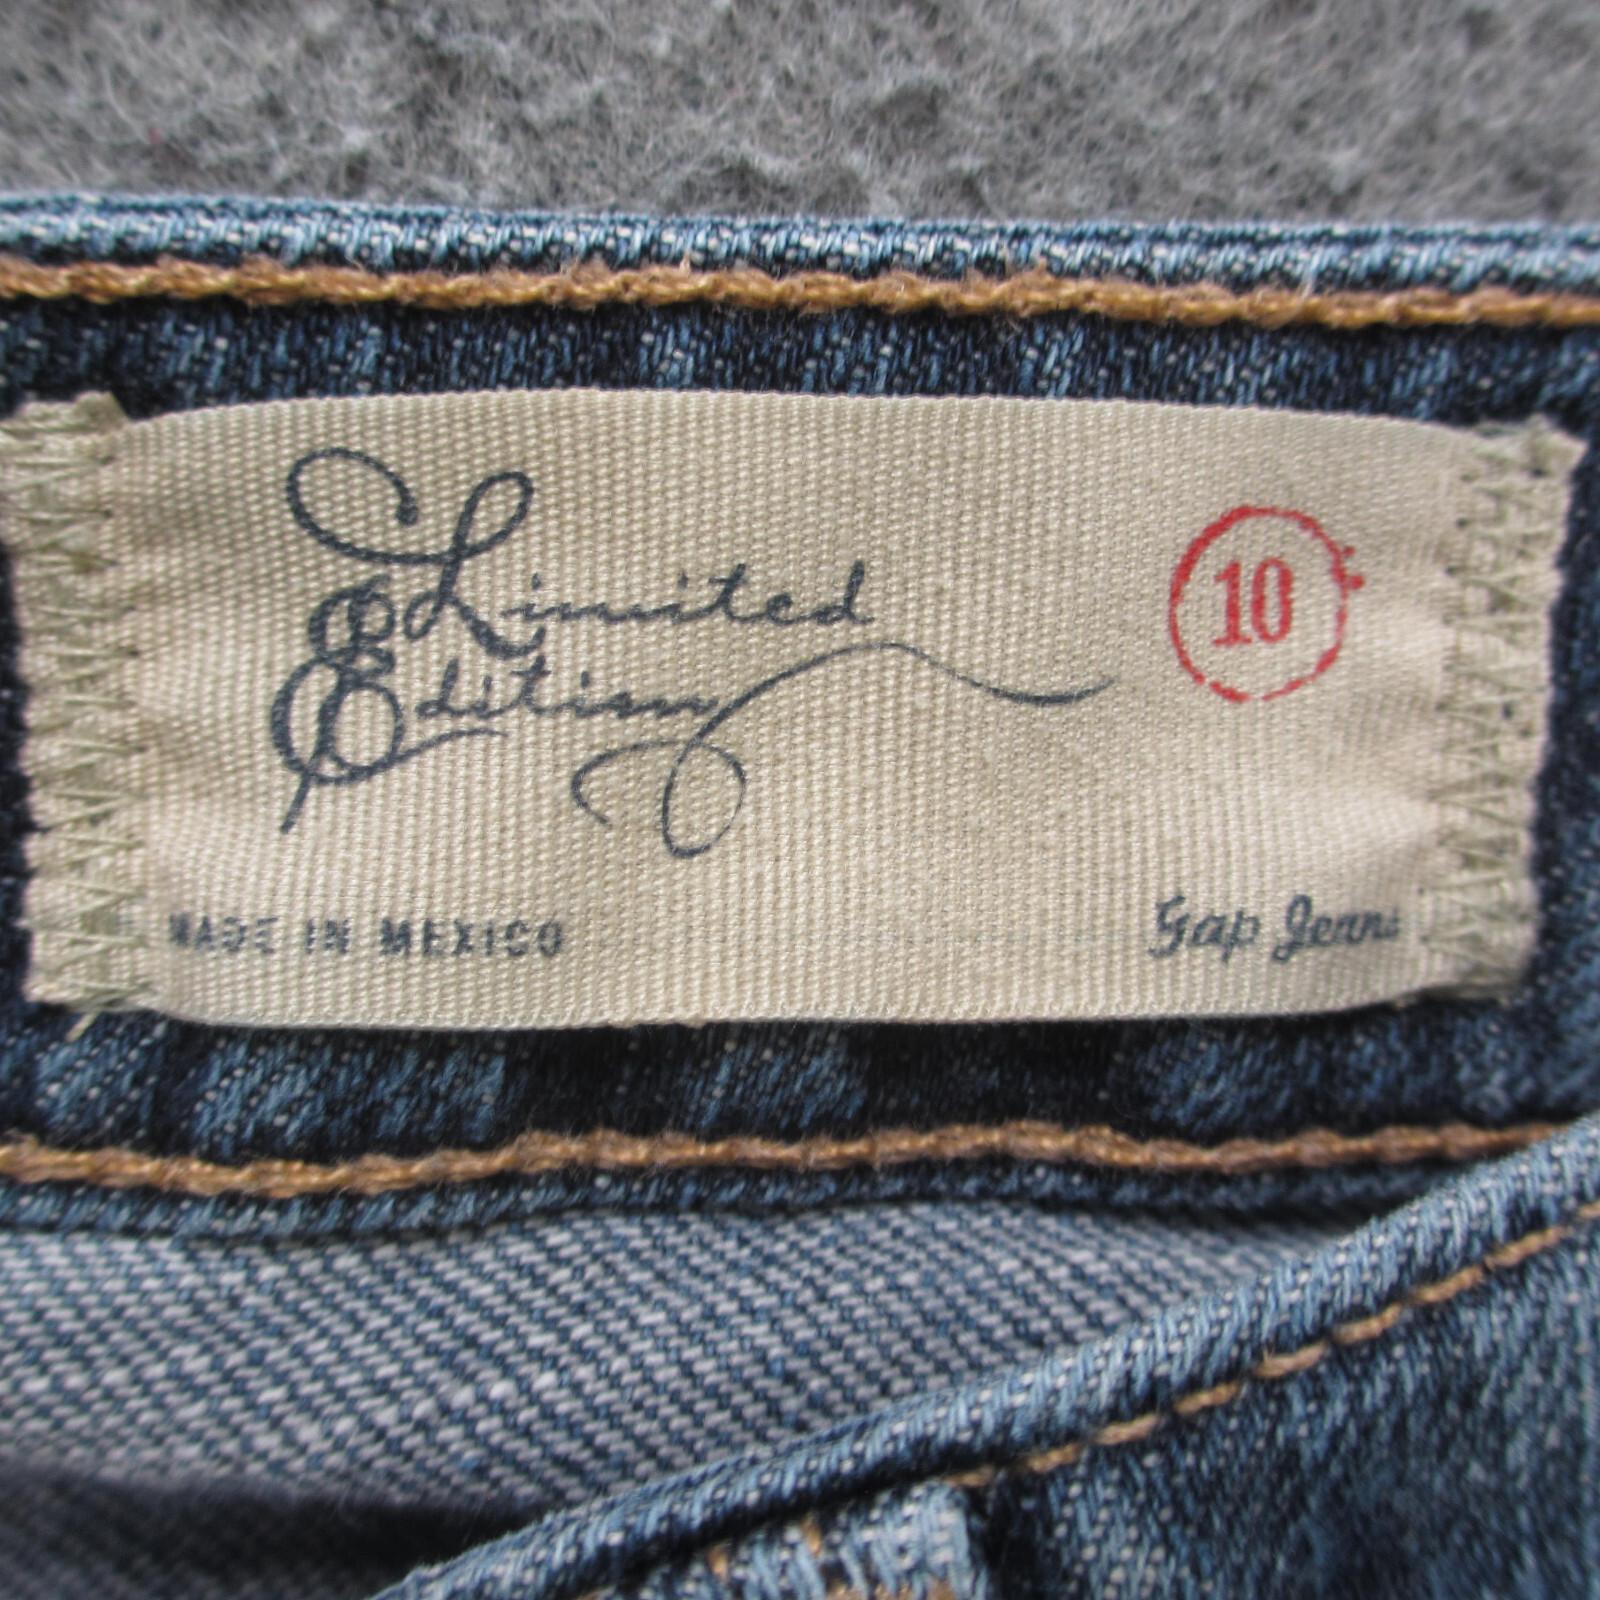 Limited
Edition
10
MADE IN MEXICO
Gap Jeans